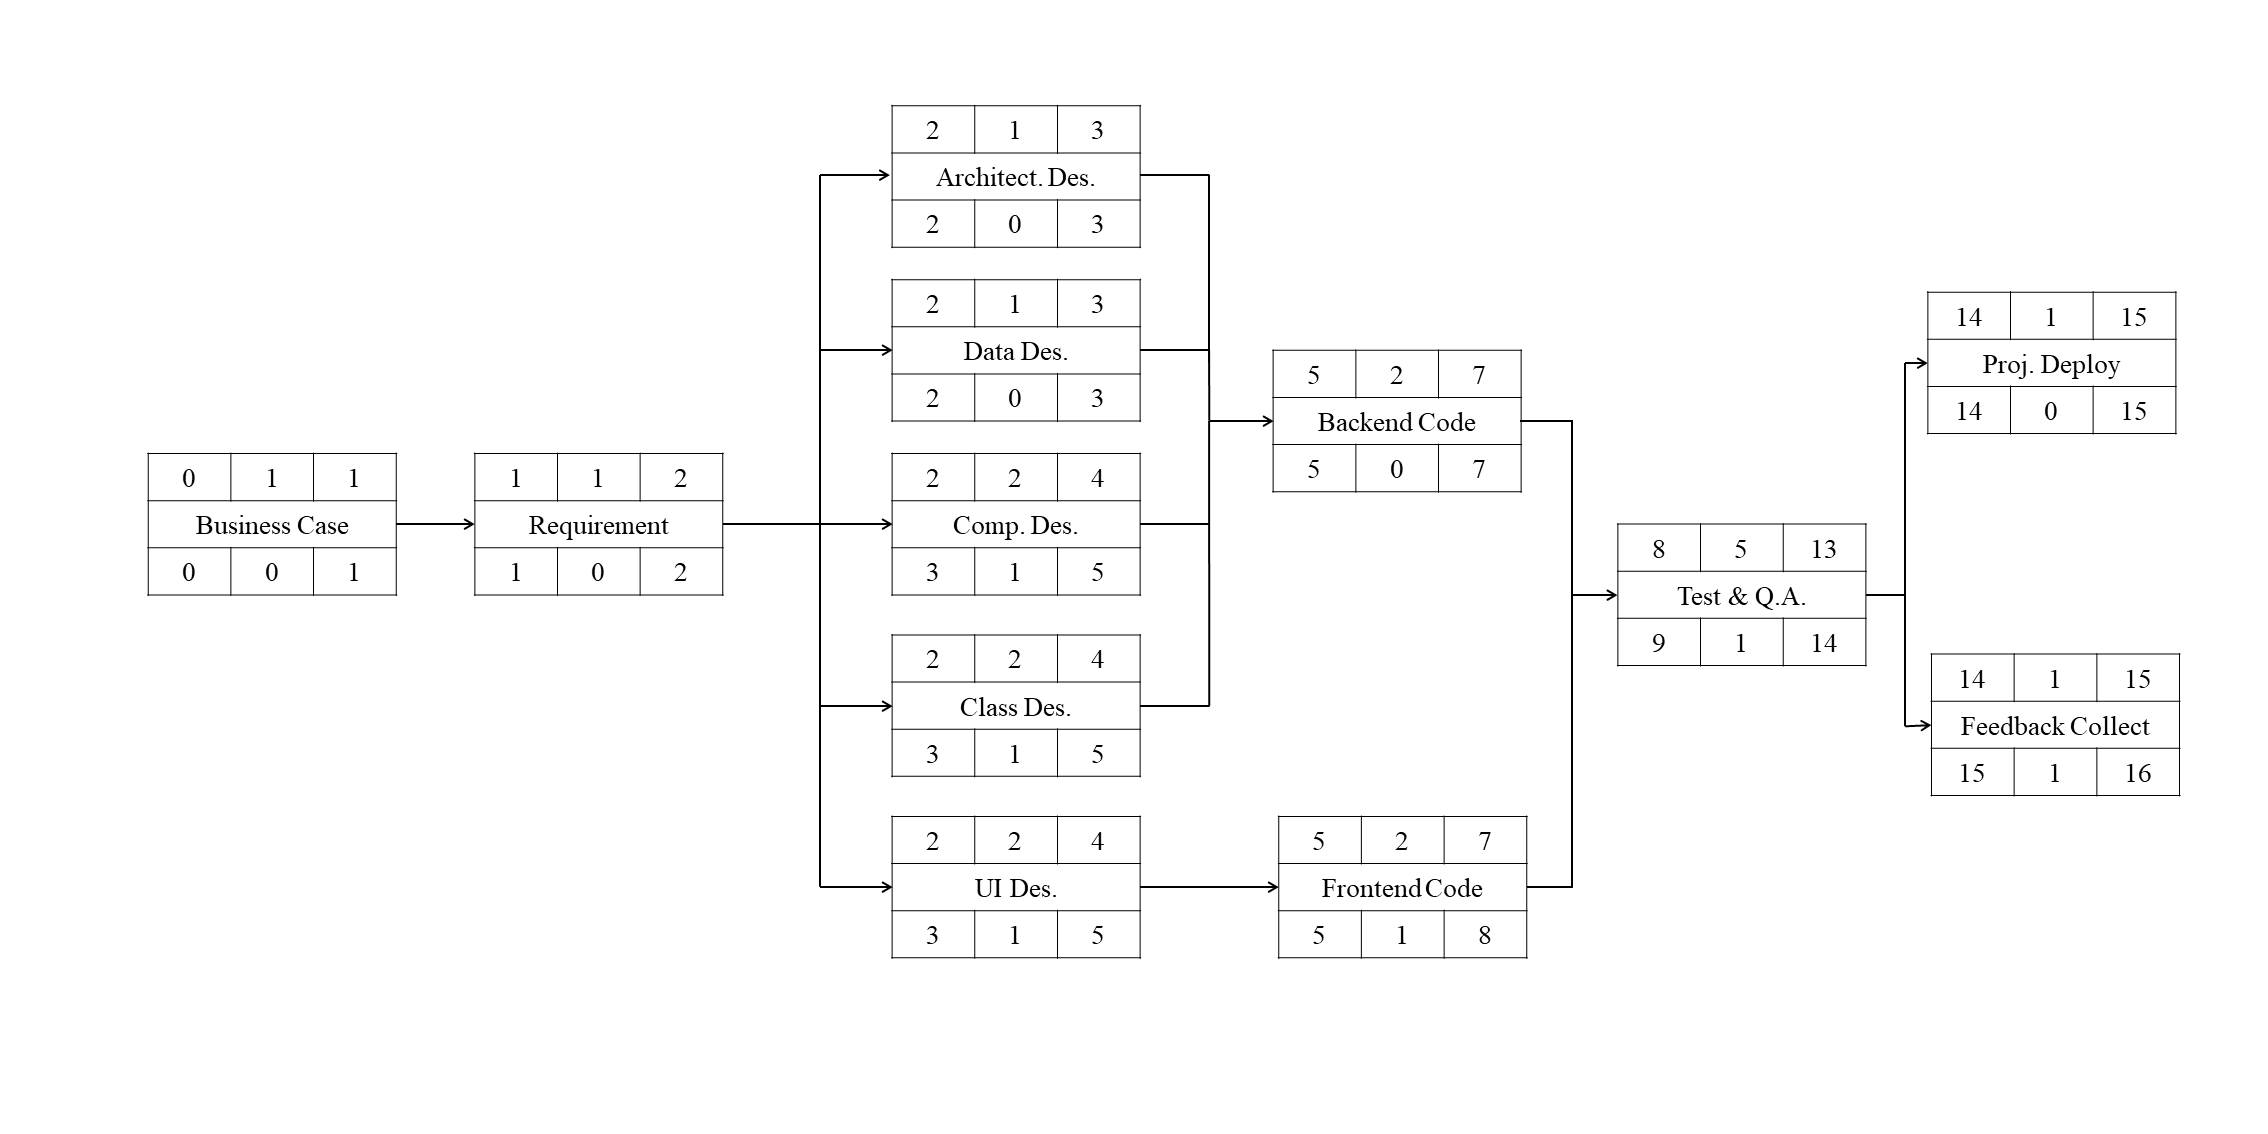 0 1 1
Business Case
0 0 1
1 1 2
Requirement
1 0 2
2 1 3
Architect. Des.
2 0 3
2 1 3
Data Des.
2 0 3
2 2 4
Comp. Des.
3 1 5
2 2 4
Class Des.
3 1 5
2 2 4
UI Des.
3 1 5
5 2 7
Backend Code
5 0 7
5 2 7
Frontend Code
5 1 8
8 5 13
Test & Q.A.
9 1 14
14 1 15
Proj. Deploy
14 0 15
14 1 15
Feedback Collect
15 1 16